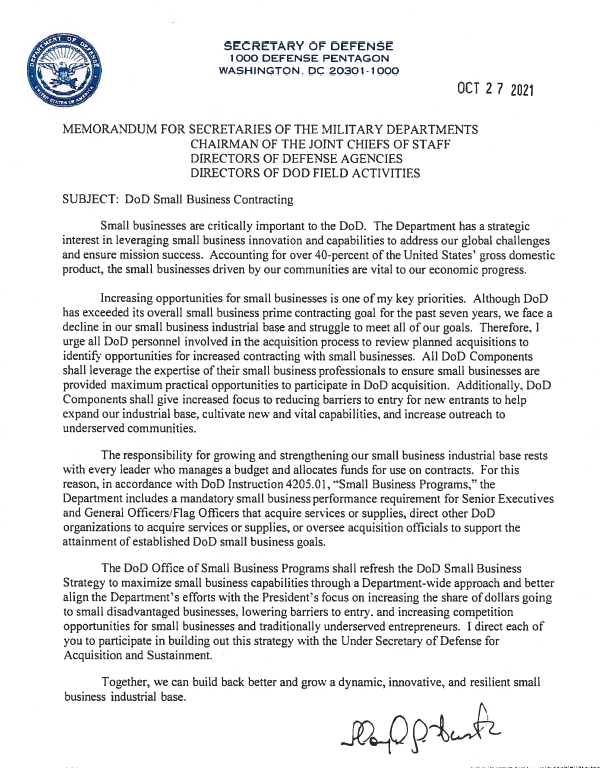 DEPARTMENT OF DEFENSE
UNITED STATES OF AMERICA
SECRETARY OF DEFENSE
1000 DEFENSE PENTAGON
WASHINGTON, DC 20301-1000
OCT 27 2021
MEMORANDUM FOR SECRETARIES OF THE MILITARY DEPARTMENTS
CHAIRMAN OF THE JOINT CHIEFS OF STAFF
DIRECTORS OF DEFENSE AGENCIES
DIRECTORS OF DOD FIELD ACTIVITIES
SUBJECT: DoD Small Business Contracting
Small businesses are critically important to the DoD. The Department has a strategic
interest in leveraging small business innovation and capabilities to address our global challenges
and ensure mission success. Accounting for over 40-percent of the United States' gross domestic
product, the small businesses driven by our communities are vital to our economic progress.
Increasing opportunities for small businesses is one of my key priorities. Although DoD
has exceeded its overall small business prime contracting goal for the past seven years, we face a
decline in our small business industrial base and struggle to meet all of our goals. Therefore, I
urge all DoD personnel involved in the acquisition process to review planned acquisitions to
identify opportunities for increased contracting with small businesses. All DoD Components
shall leverage the expertise of their small business professionals to ensure small businesses are
provided maximum practical opportunities to participate in DoD acquisition. Additionally, DoD
Components shall give increased focus to reducing barriers to entry for new entrants to help
expand our industrial base, cultivate new and vital capabilities, and increase outreach to
underserved communities.
The responsibility for growing and strengthening our small business industrial base rests
with every leader who manages a budget and allocates funds for use on contracts. For this
reason, in accordance with DoD Instruction 4205.01, "Small Business Programs," the
Department includes a mandatory small business performance requirement for Senior Executives
and General Officers/Flag Officers that acquire services or supplies, direct other DoD
organizations to acquire services or supplies, or oversee acquisition officials to support the
attainment of established DoD small business goals.
The DoD Office of Small Business Programs shall refresh the DoD Small Business
Strategy to maximize small business capabilities through a Department-wide approach and better
align the Department's efforts with the President's focus on increasing the share of dollars going
to small disadvantaged businesses, lowering barriers to entry, and increasing competition
opportunities for small businesses and traditionally underserved entrepreneurs. I direct each of
you to participate in building out this strategy with the Under Secretary of Defense for
Acquisition and Sustainment.
Together, we can build back better and grow a dynamic, innovative, and resilient small
business industrial base.